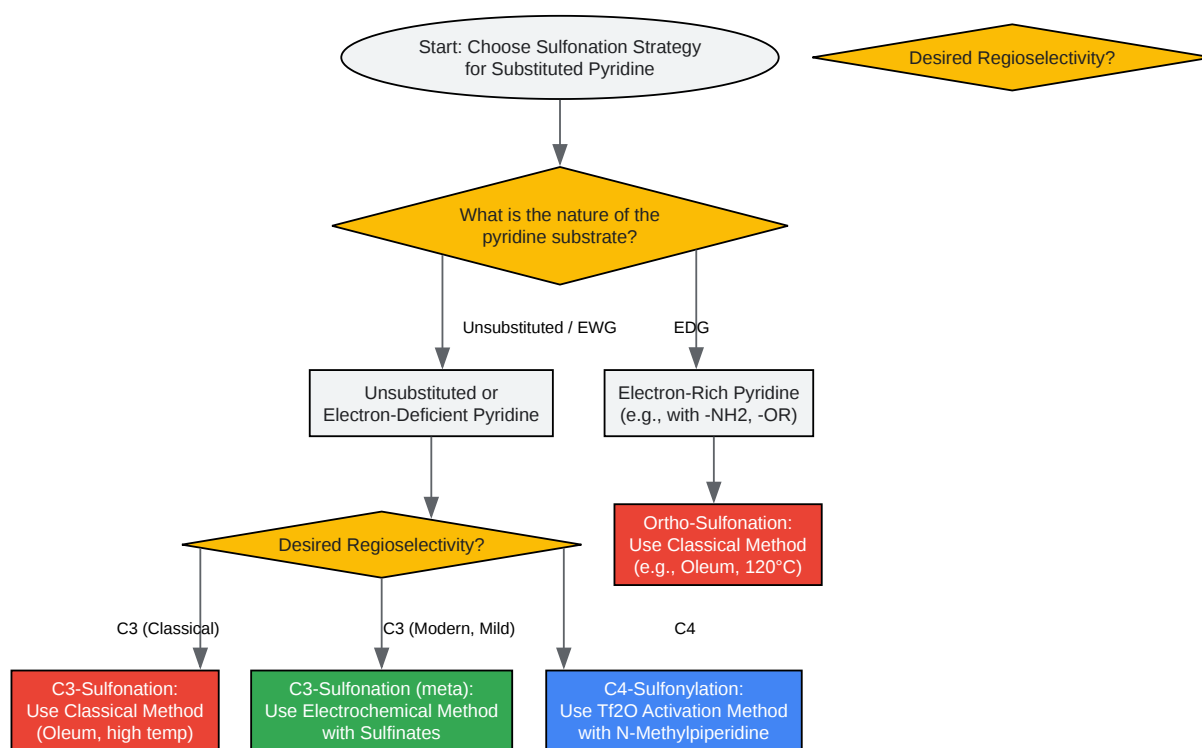 Start: Choose Sulfonation Strategy
for Substituted Pyridine
Desired Regioselectivity?
What is the nature of the
pyridine substrate?
Unsubstituted / EWG
EDG
Unsubstituted or
Electron-Deficient Pyridine
Electron-Rich Pyridine
(e.g., with -NH2, -OR)
Desired Regioselectivity?
Ortho-Sulfonation:
Use Classical Method
(e.g., Oleum, 120°C)
C3 (Classical)
C3 (Modern, Mild)
C4
C3-Sulfonation:
Use Classical Method
(Oleum, high temp)
C3-Sulfonation (meta):
Use Electrochemical Method
with Sulfinates
C4-Sulfonylation:
Use Tf2O Activation Method
with N-Methylpiperidine